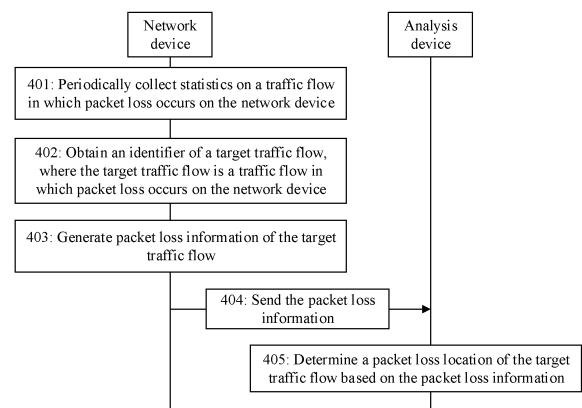 Network
device
Analysis
device
401: Periodically collect statistics on a traffic flow
in which packet loss occurs on the network device
402: Obtain an identifier of a target traffic flow,
where the target traffic flow is a traffic flow in
which packet loss occurs on the network device
403: Generate packet loss information of the target
traffic flow
404: Send the packet loss
information
405: Determine a packet loss location of the target
traffic flow based on the packet loss information